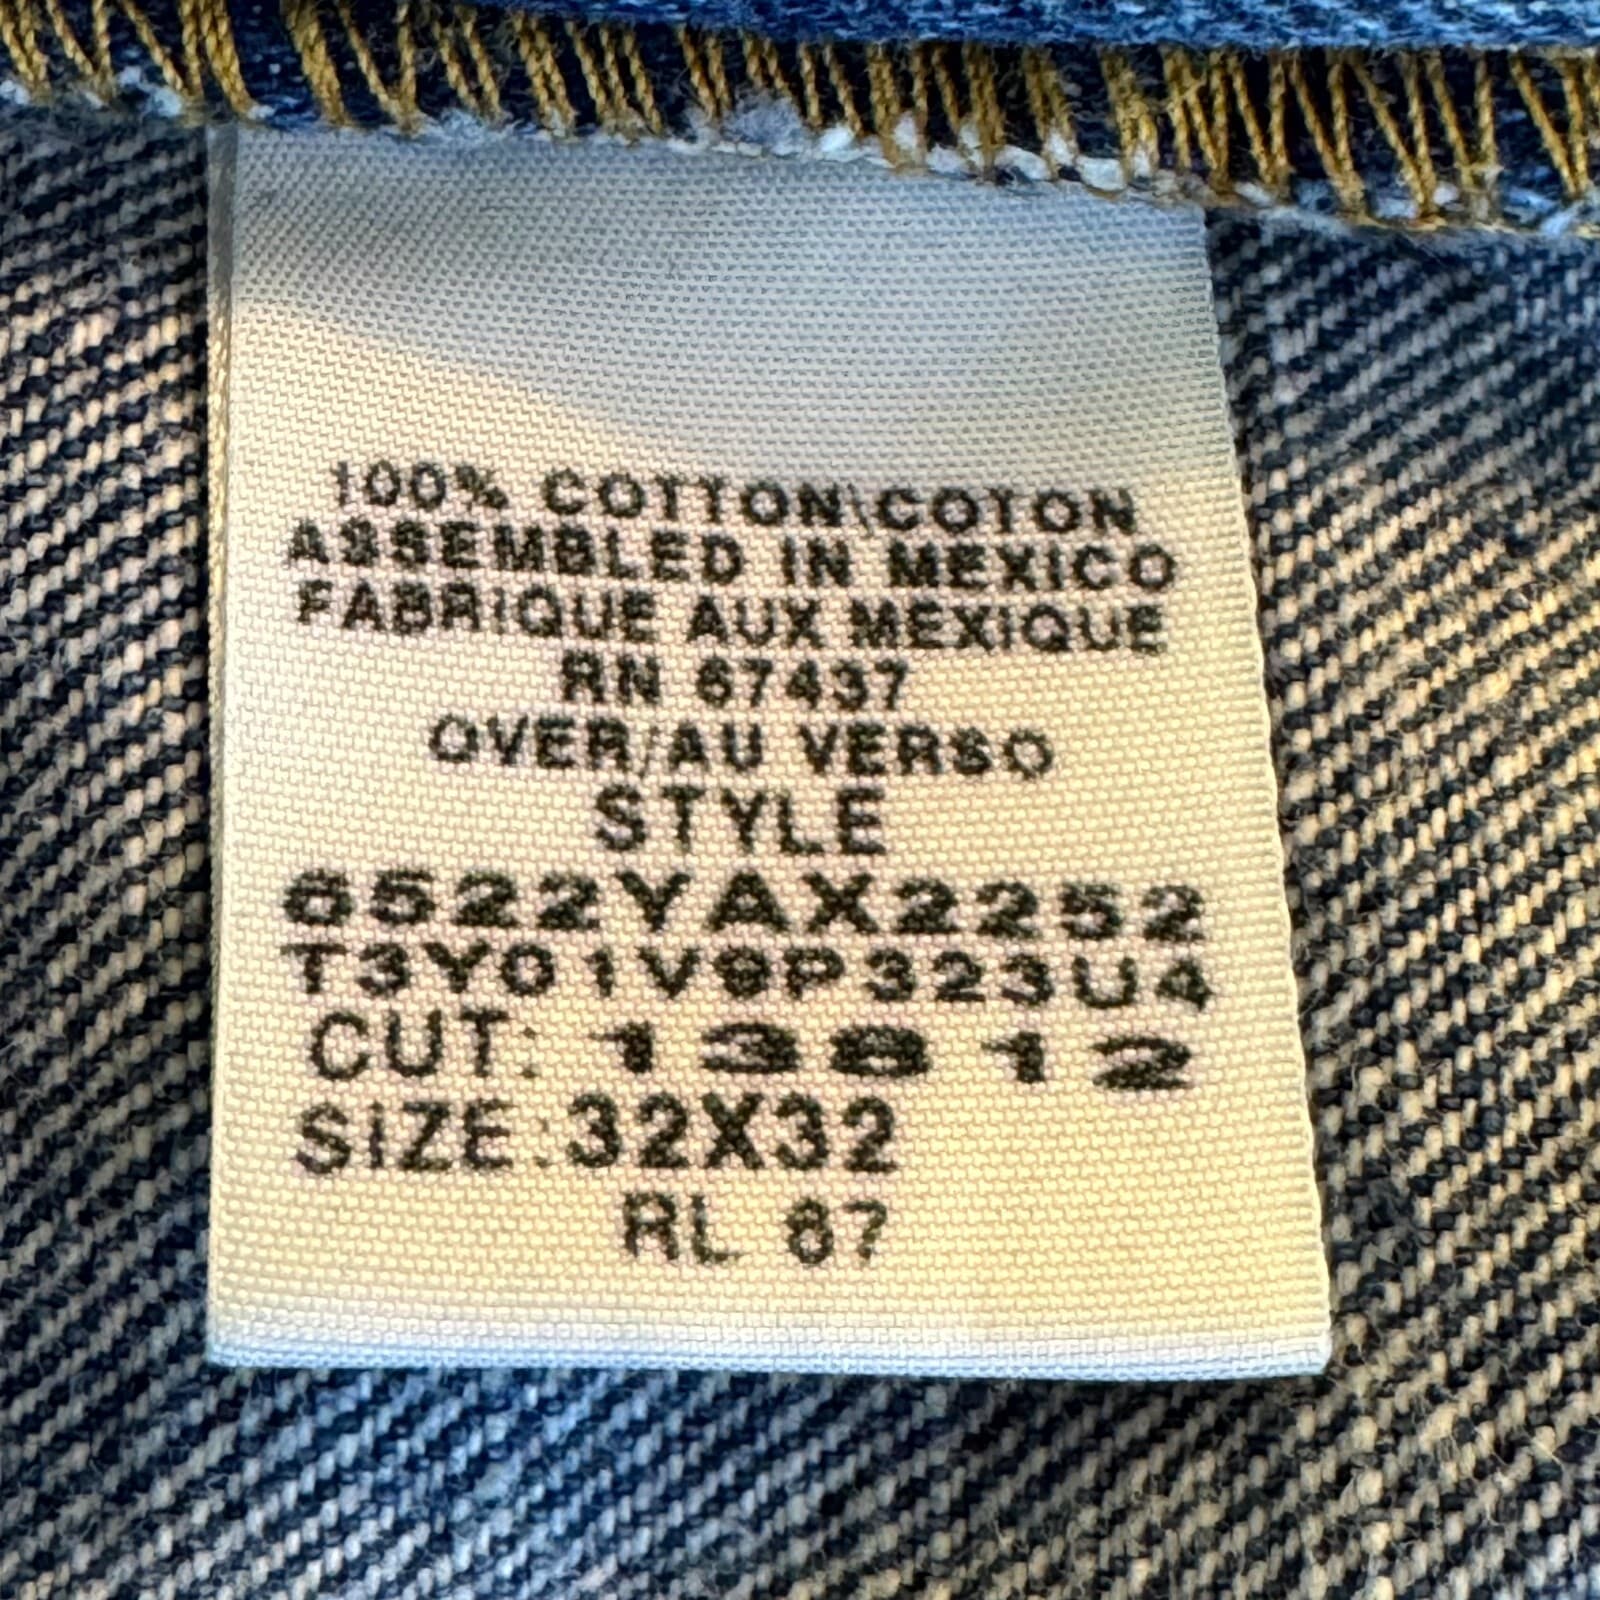 100% COTTON\COTON
ASSEMBLED IN MEXICO
FABRIQUE AUX MEXIQUE
RN 67437
OVER/AU VERSO
STYLE
6522YAX2252
T3Y01V9P323U4
CUT: 13812
SIZE:32X32
RL 67